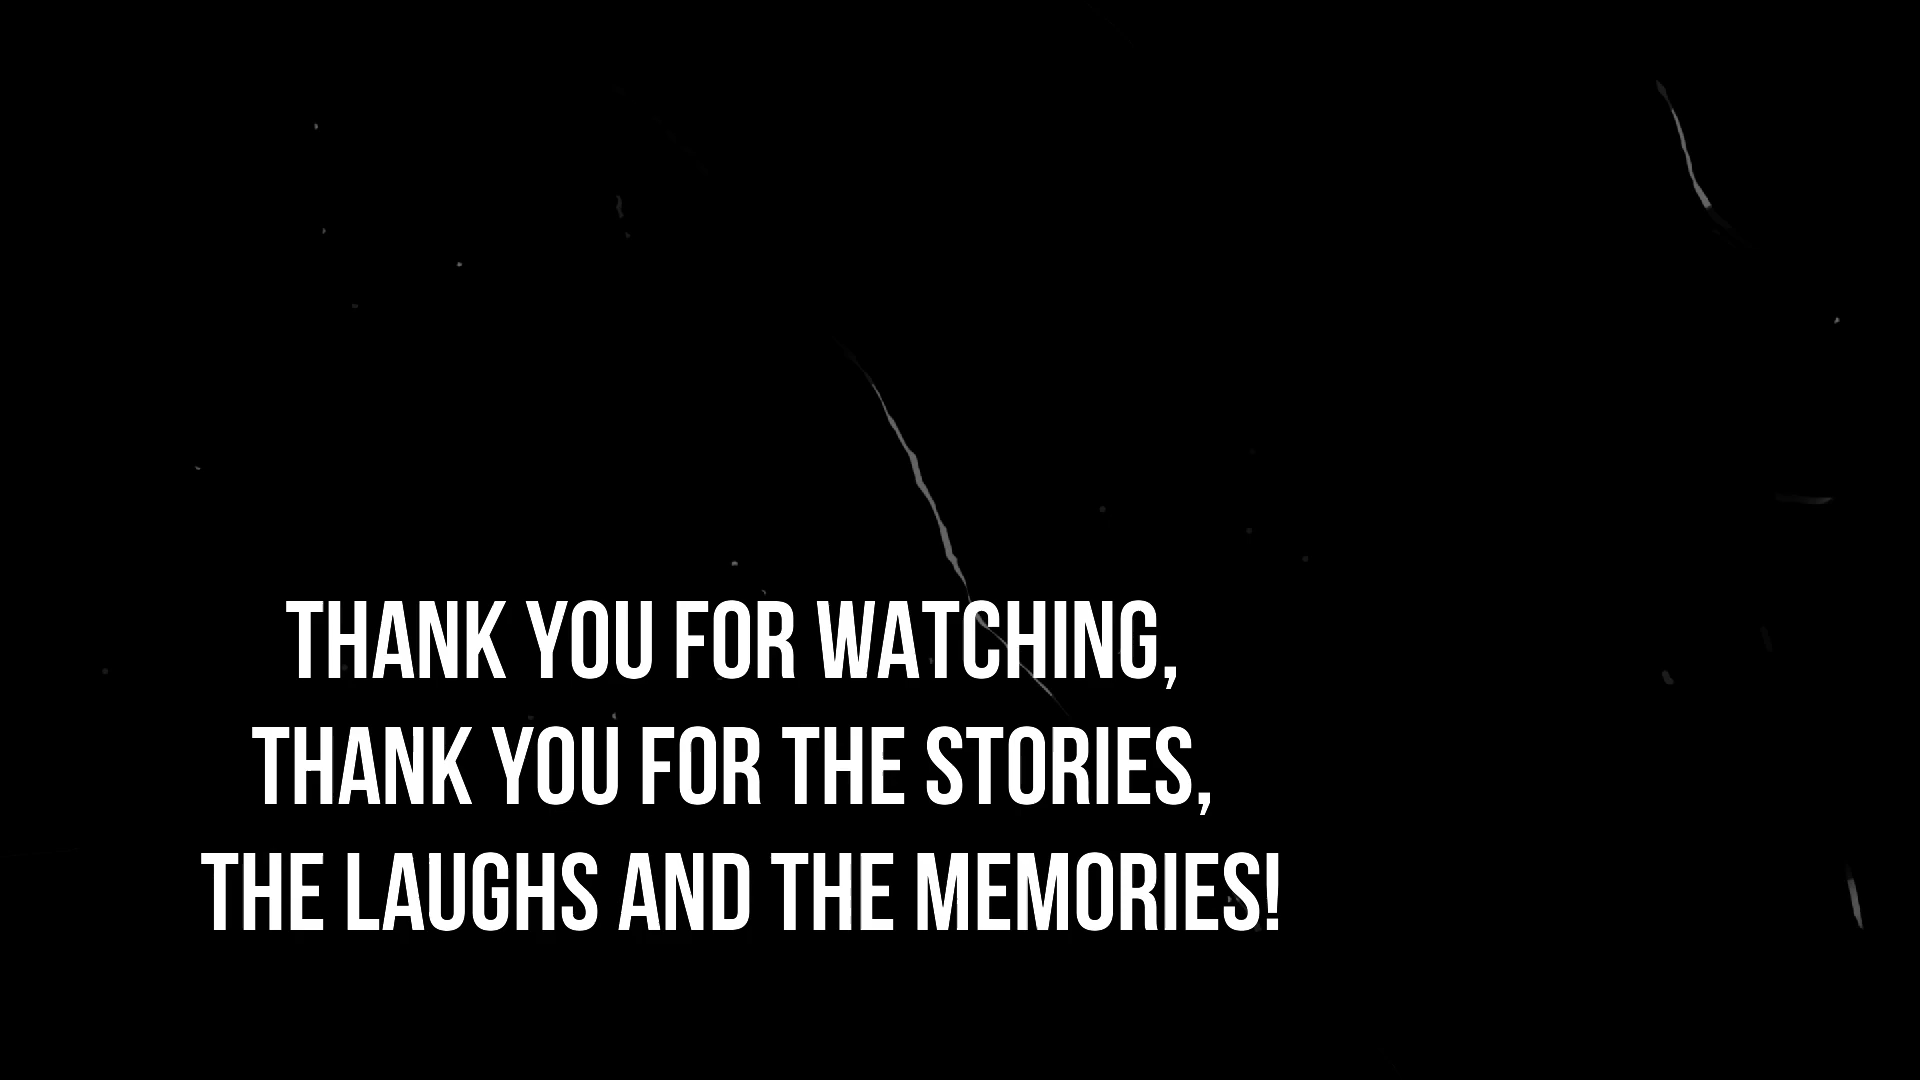 THANK YOU FOR WATCHING,
THANK YOU FOR THE STORIES,
THE LAUGHS AND THE MEMORIES!